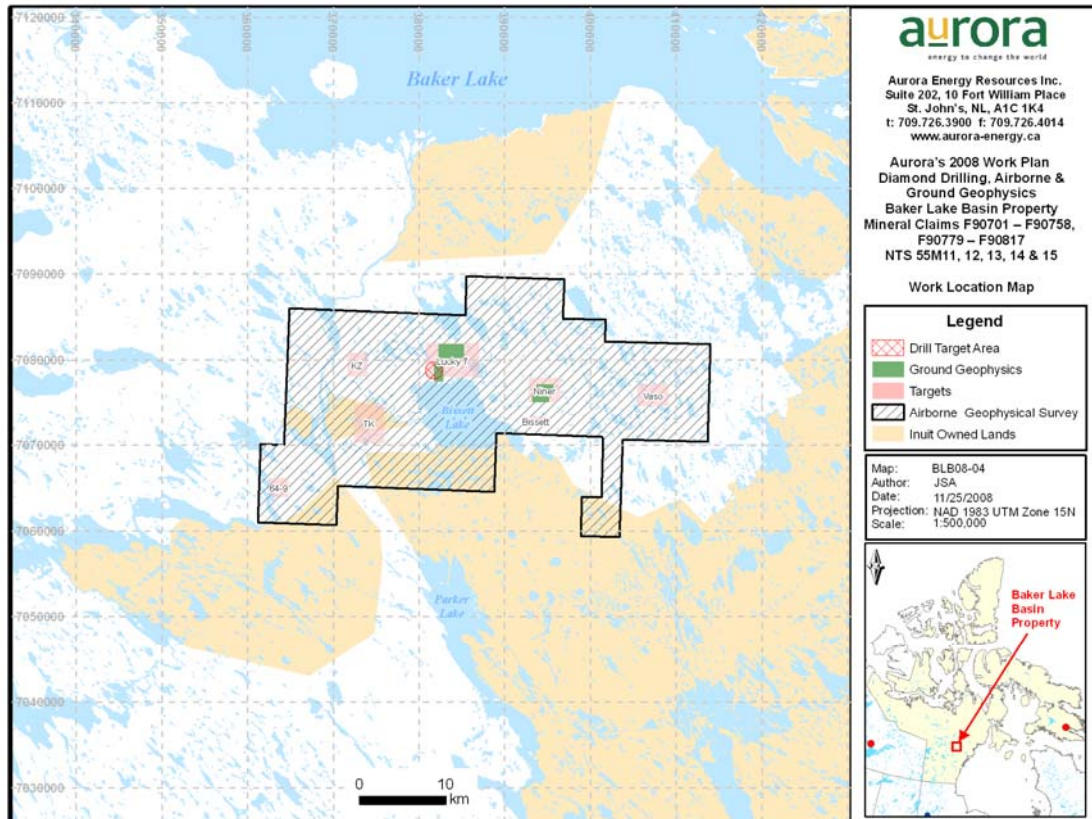 7120000
7110000
7100000
7090000
7080000
7070000
7060000
7050000
7040000
7030000
Baker Lake
KZ
Lucky 7
TK
Bissett
Lake
Niner
Bissett
Vaso
64-9
Parker
Lake
0 10
km
aurora
energy to change the world
Aurora Energy Resources Inc.
Suite 202, 10 Fort William Place
St. John's, NL, A1C 1K4
t: 709.726.3900 f: 709.726.4014
www.aurora-energy.ca
Aurora's 2008 Work Plan
Diamond Drilling, Airborne &
Ground Geophysics
Baker Lake Basin Property
Mineral Claims F90701 – F90758,
F90779 – F90817
NTS 55M11, 12, 13, 14 & 15
Work Location Map
Legend
Drill Target Area
Ground Geophysics
Targets
Airborne Geophysical Survey
Inuit Owned Lands
Map: BLB08-04
Author: JSA
Date: 11/25/2008
Projection: NAD 1983 UTM Zone 15N
Scale: 1:500,000
Baker Lake
Basin
Property